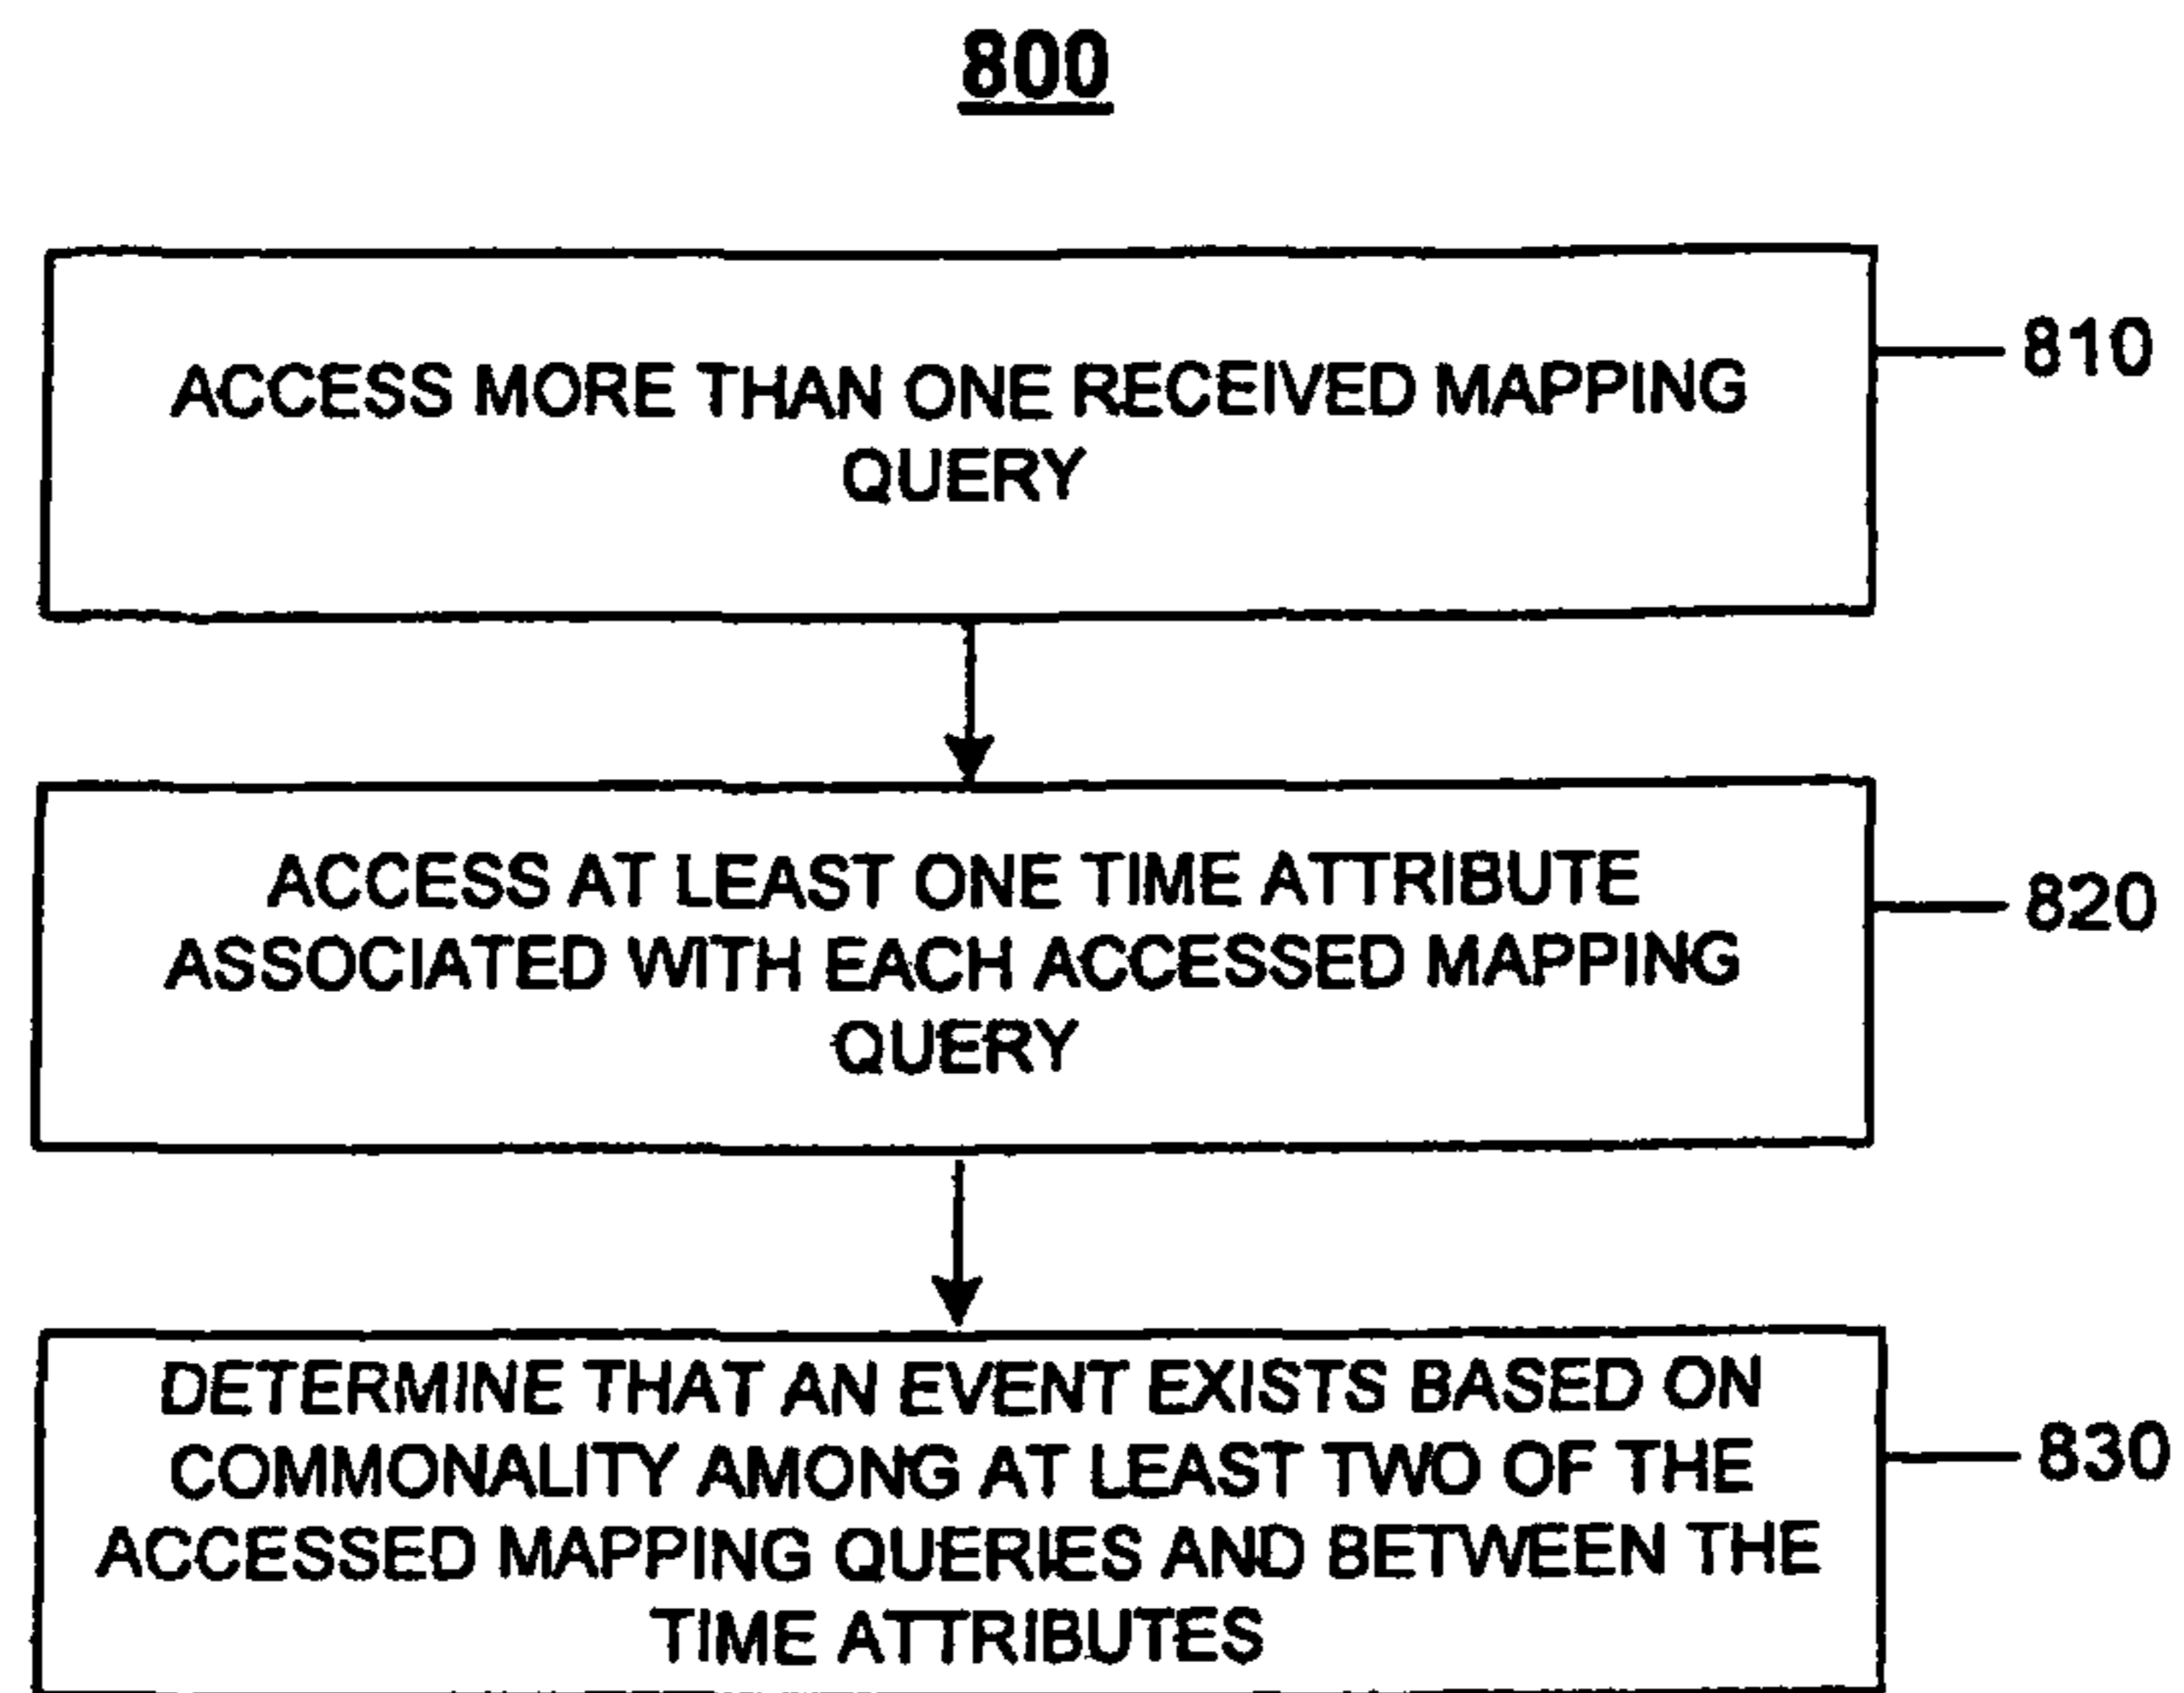 800
ACCESS MORE THAN ONE RECEIVED MAPPING
QUERY
810
ACCESS AT LEAST ONE TIME ATTRIBUTE
ASSOCIATED WITH EACH ACCESSED MAPPING
QUERY
820
DETERMINE THAT AN EVENT EXISTS BASED ON
COMMONALITY AMONG AT LEAST TWO OF THE
ACCESSED MAPPING QUERIES AND BETWEEN THE
TIME ATTRIBUTES
830